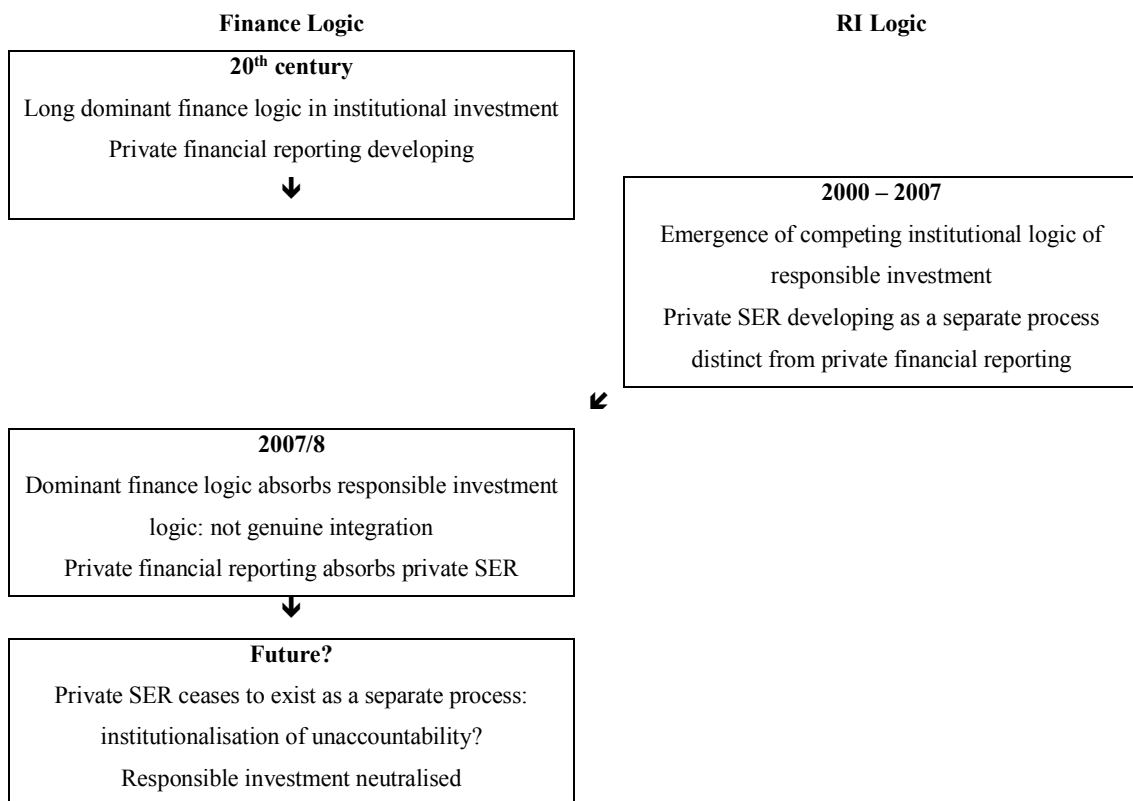 Finance Logic
RI Logic
20th century
Long dominant finance logic in institutional investment
Private financial reporting developing
2000 – 2007
Emergence of competing institutional logic of
responsible investment
Private SER developing as a separate process
distinct from private financial reporting
2007/8
Dominant finance logic absorbs responsible investment
logic: not genuine integration
Private financial reporting absorbs private SER
Future?
Private SER ceases to exist as a separate process:
institutionalisation of unaccountability?
Responsible investment neutralised